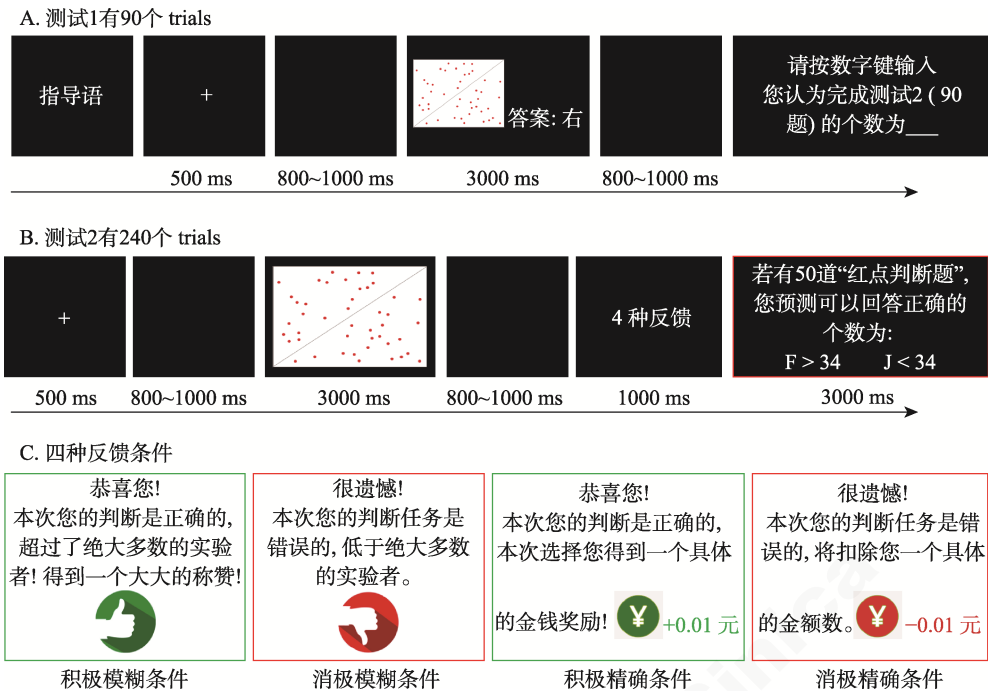 A. 测试1有90个 trials
指导语
+
答案: 右
请按数字键输入
您认为完成测试2 ( 90
题) 的个数为___
500 ms
800~1000 ms
3000 ms
800~1000 ms
B. 测试2有240个 trials
+
4 种反馈
若有50道“红点判断题”,
您预测可以回答正确的
个数为:
F > 34 J < 34
500 ms
800~1000 ms
3000 ms
800~1000 ms
1000 ms
3000 ms
C. 四种反馈条件
恭喜您!
本次您的判断是正确的,
超过了绝大多数的实验
者! 得到一个大大的称赞!
积极模糊条件
很遗憾!
本次您的判断任务是
错误的, 低于绝大多数
的实验者。
消极模糊条件
恭喜您!
本次您的判断是正确的,
本次选择您得到一个具体
的金钱奖励! ¥ +0.01 元
积极精确条件
很遗憾!
本次您的判断任务是错
误的, 将扣除您一个具体
的金额数。 ¥ −0.01 元
消极精确条件